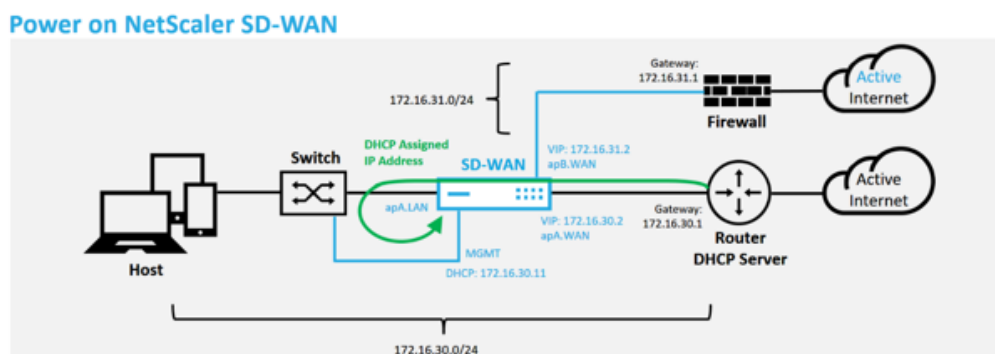 Power on NetScaler SD-WAN
Gateway:
172.16.31.1
Active
Internet
172.16.31.0/24
Firewall
DHCP Assigned
IP Address
Switch
SD-WAN
VIP: 172.16.31.2
apB.WAN
apA.LAN
VIP: 172.16.30.2
apA.WAN
Gateway:
172.16.30.1
Active
Internet
Router
DHCP Server
MGMT
DHCP: 172.16.30.11
Host
172.16.30.0/24